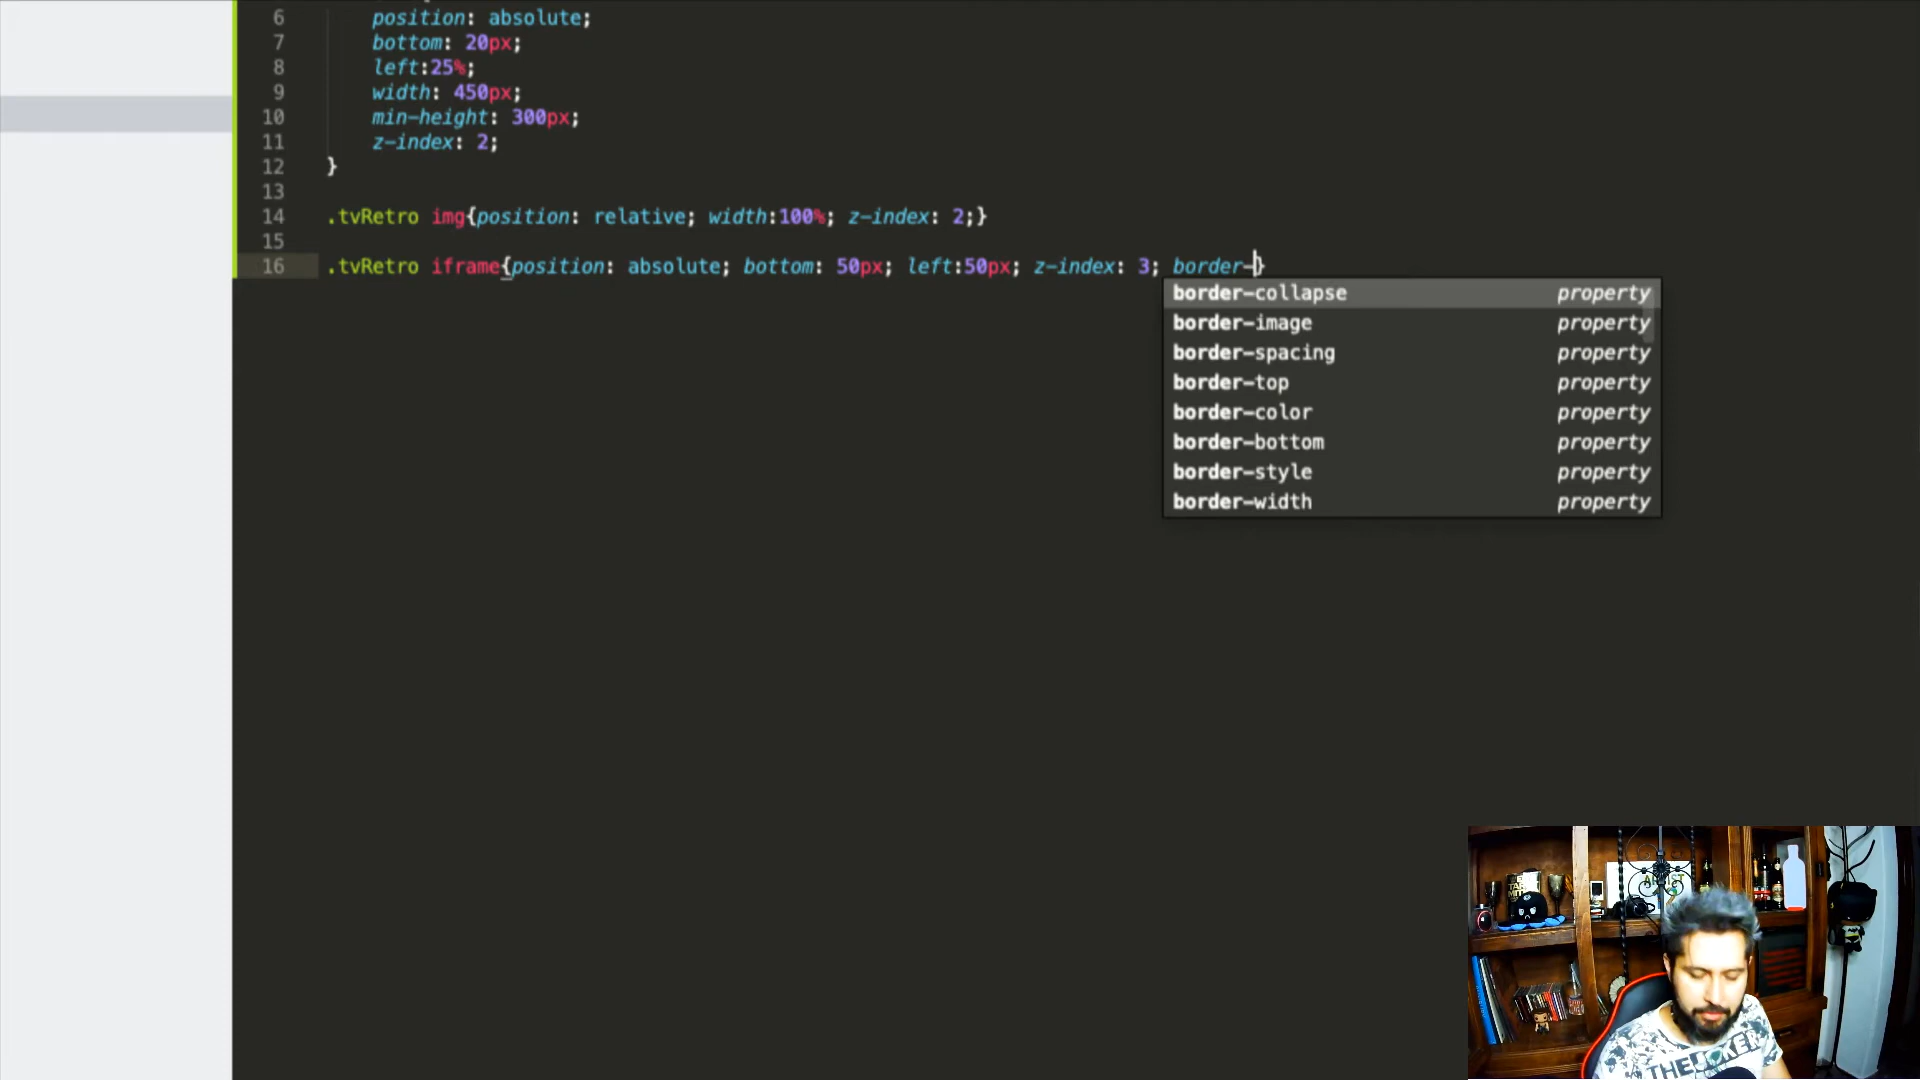 6 position: absolute;
7 bottom: 20px;
8 left:25%;
9 width: 450px;
10 min-height: 300px;
11 z-index: 2;
12 }
13
14 .tvRetro img{position: relative; width:100%; z-index: 2;}
15
16 .tvRetro iframe{position: absolute; bottom: 50px; left:50px; z-index: 3; border-}
border-collapse property
border-image property
border-spacing property
border-top property
border-color property
border-bottom property
border-style property
border-width property
THE JOKER